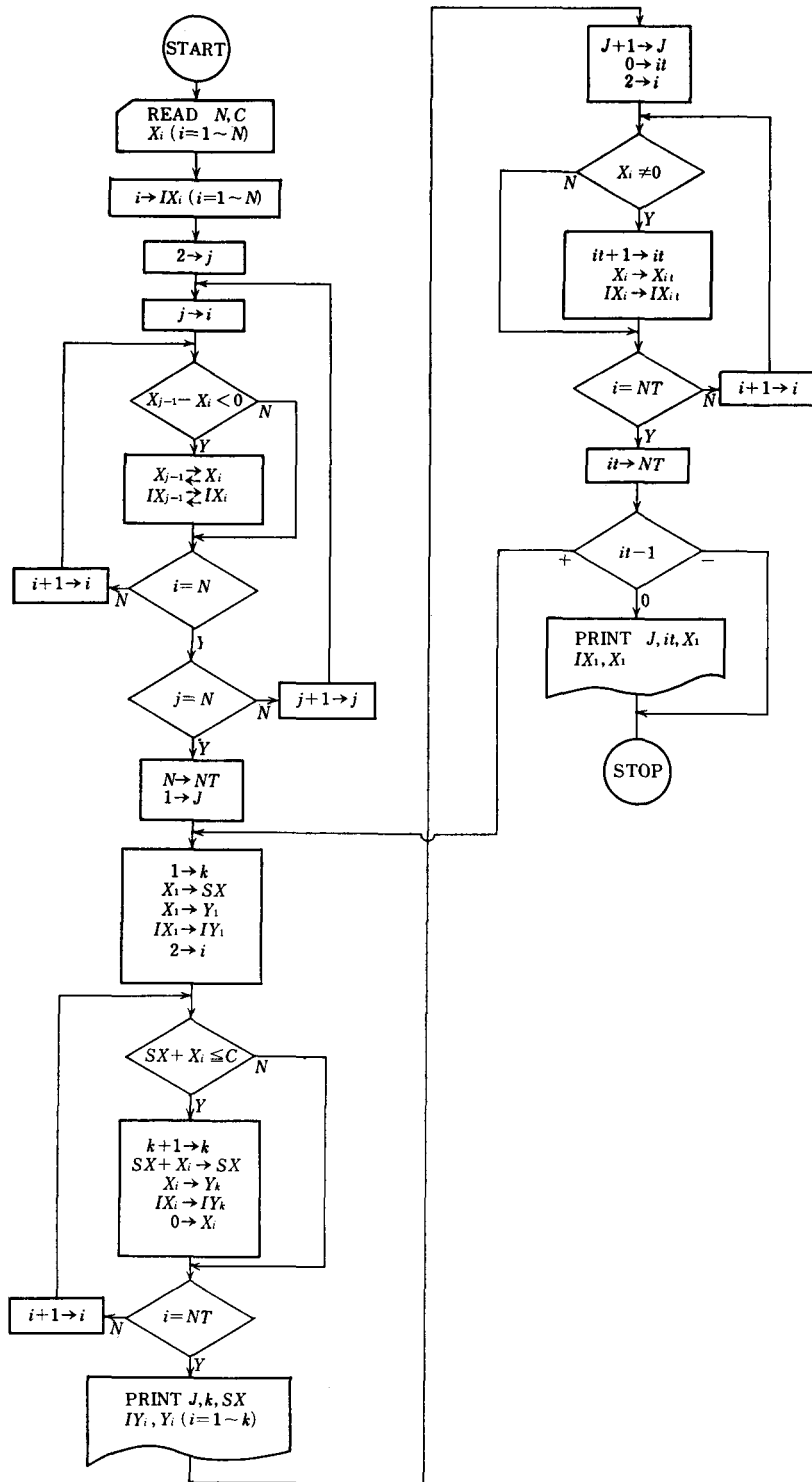 START
READ N, C
Xi (i=1~N)
i→IXi (i=1~N)
2→j
j→i
Xj-1−Xi<0
N
Y
Xj-1⇄Xi
IXj-1⇄IXi
i=N
N
i+1→i
j=N
N
j+1→j
Y
N→NT
1→J
1→k
X1→SX
X1→Y1
IX1→IY1
2→i
SX+Xi≦C
N
Y
k+1→k
SX+Xi→SX
Xi→Yk
IXi→IYk
0→Xi
i=NT
N
i+1→i
Y
PRINT J, k, SX
IYi, Yi (i=1~k)
J+1→J
0→it
2→i
Xi≠0
N
Y
it+1→it
Xi→Xit
IXi→IXit
i=NT
N
i+1→i
Y
it→NT
it−1
+
−
0
PRINT J, it, X1
IX1, X1
STOP